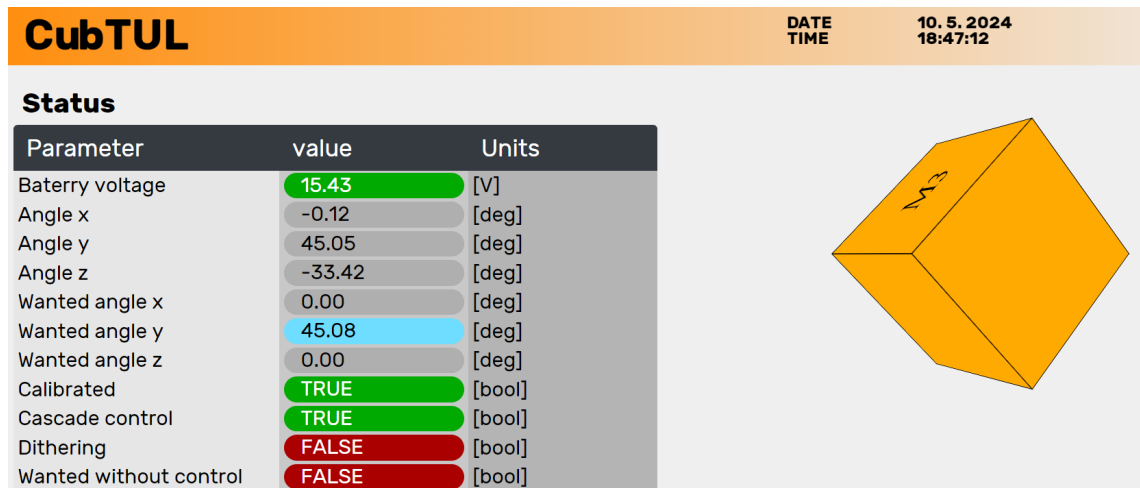 CubTUL
DATE 10. 5. 2024
TIME 18:47:12
Status
Parameter value Units
Baterry voltage 15.43 [V]
Angle x -0.12 [deg]
Angle y 45.05 [deg]
Angle z -33.42 [deg]
Wanted angle x 0.00 [deg]
Wanted angle y 45.08 [deg]
Wanted angle z 0.00 [deg]
Calibrated TRUE [bool]
Cascade control TRUE [bool]
Dithering FALSE [bool]
Wanted without control FALSE [bool]